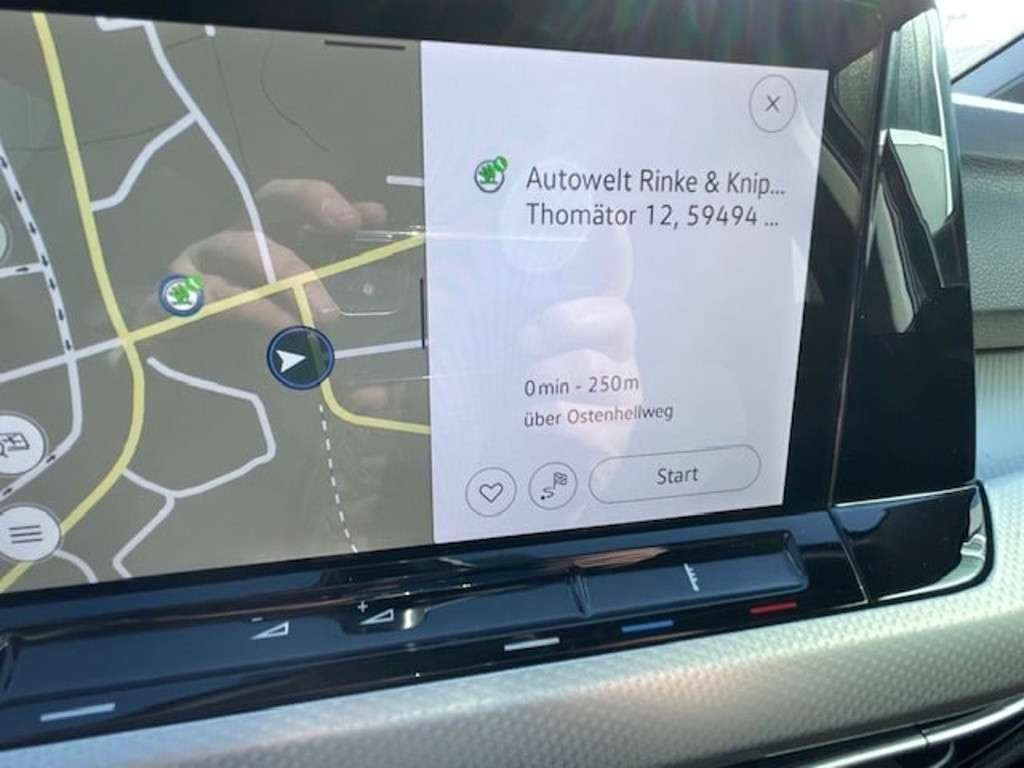 Autowelt Rinke & Knip...
Thomätor 12, 59494 ...
0 min - 250 m
über Ostenhellweg
Start